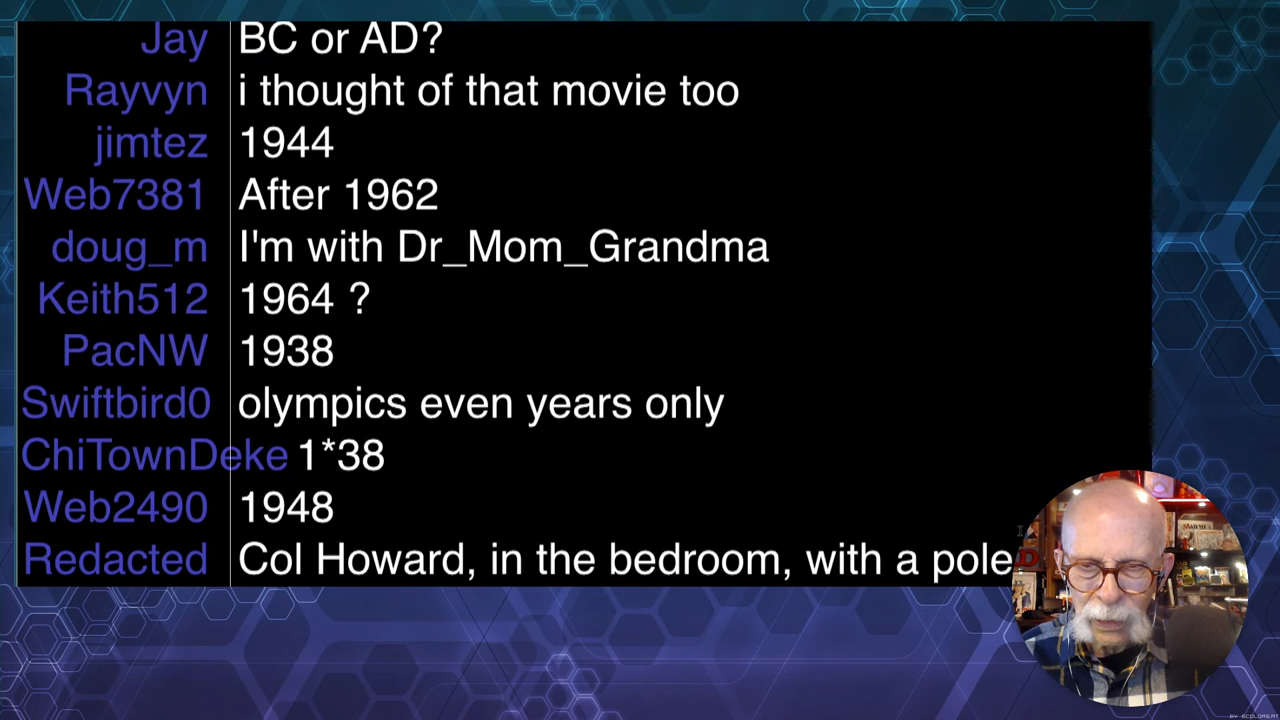 Jay BC or AD?
Rayvyn i thought of that movie too
jimtez 1944
Web7381 After 1962
doug_m I'm with Dr_Mom_Grandma
Keith512 1964 ?
PacNW 1938
Swiftbird0 olympics even years only
ChiTownDeke 1*38
Web2490 1948
Redacted Col Howard, in the bedroom, with a pole.